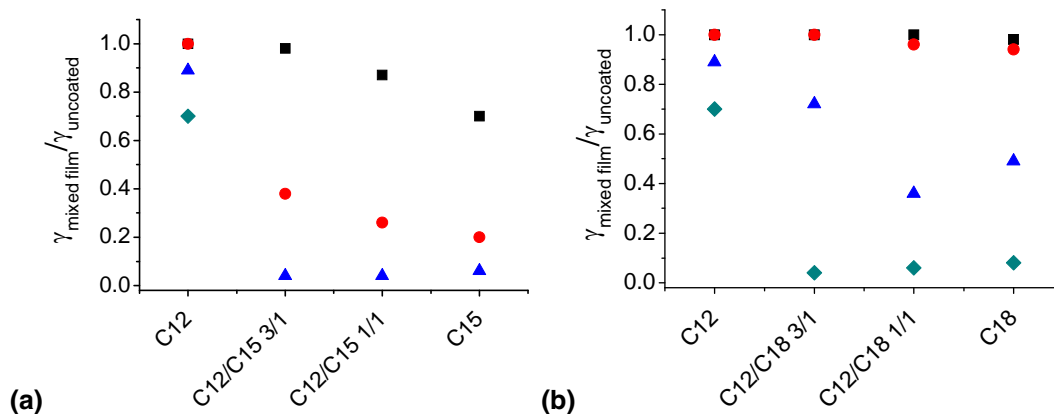 γmixed film/γuncoated
1.0
0.8
0.6
0.4
0.2
0.0
C12
C12/C15 3/1
C12/C15 1/1
C15
(a)
γmixed film/γuncoated
1.0
0.8
0.6
0.4
0.2
0.0
C12
C12/C18 3/1
C12/C18 1/1
C18
(b)